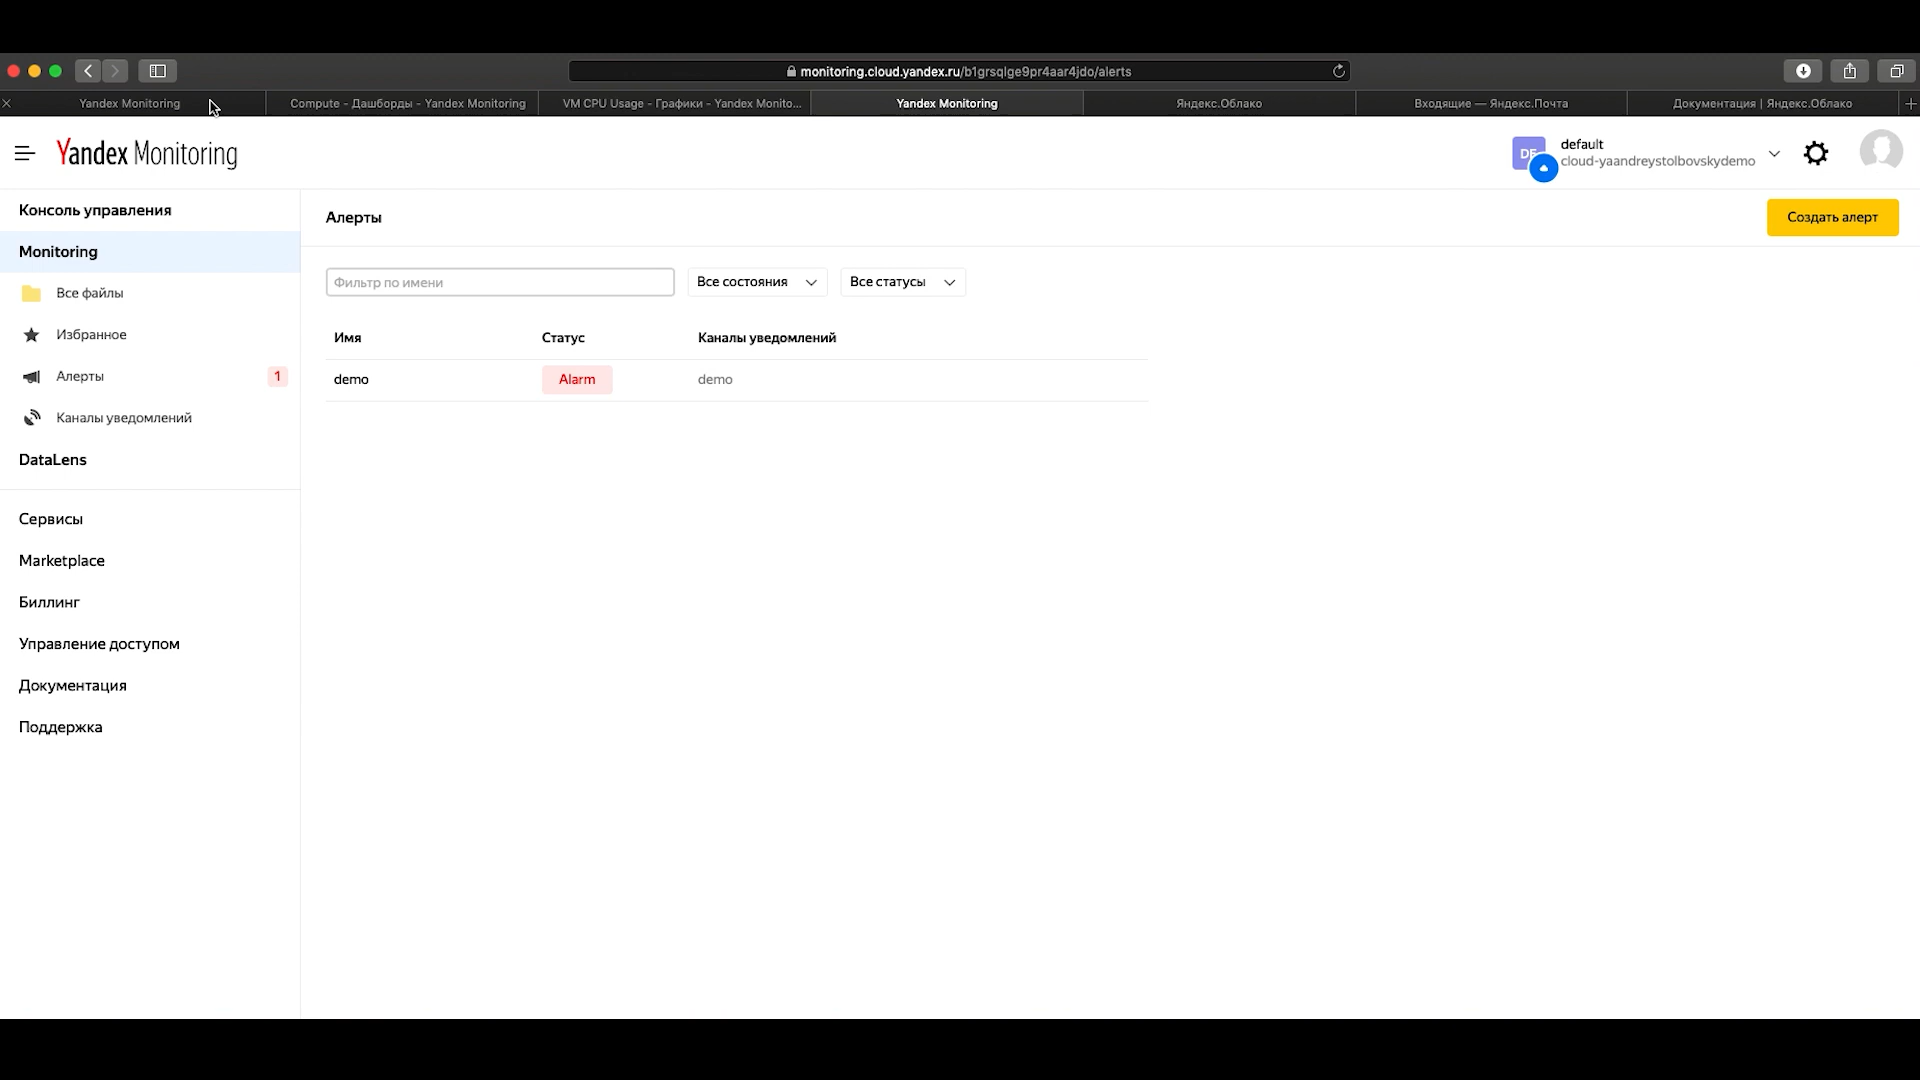 monitoring.cloud.yandex.ru/b1grsqlge9pr4aar4jdo/alerts
Yandex Monitoring
Compute – Дашборды – Yandex Monitoring
VM CPU Usage – Графики – Yandex Monito...
Yandex Monitoring
Яндекс.Облако
Входящие — Яндекс.Почта
Документация | Яндекс.Облако
Yandex Monitoring
default
cloud-yaandreystolbovskydemo
Консоль управления
Monitoring
Все файлы
Избранное
Алерты 1
Каналы уведомлений
DataLens
Сервисы
Marketplace
Биллинг
Управление доступом
Документация
Поддержка
Алерты
Создать алерт
Фильтр по имени
Все состояния
Все статусы
Имя Статус Каналы уведомлений
demo Alarm demo